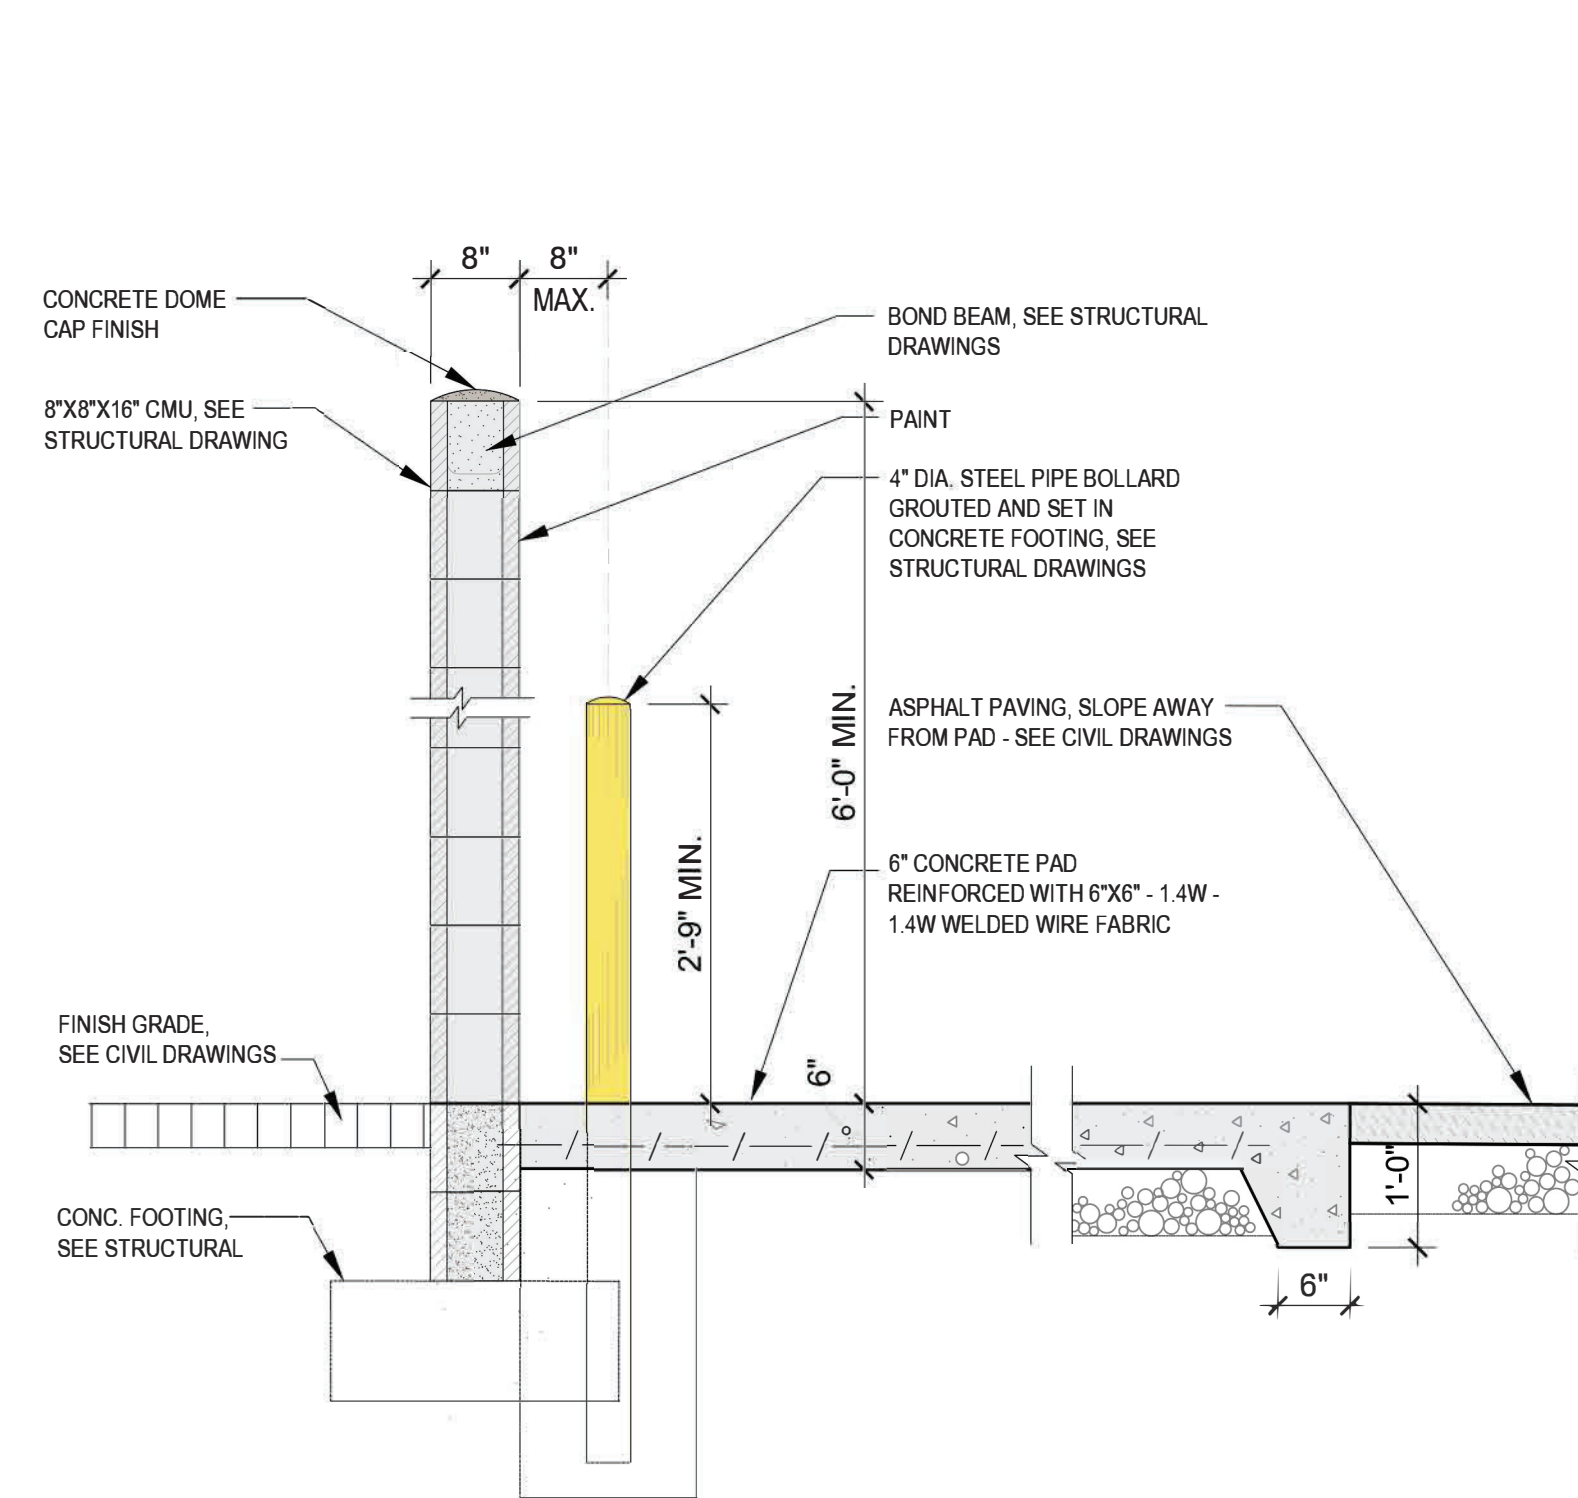 8"
8"
MAX.
CONCRETE DOME
CAP FINISH
8"X8"X16" CMU, SEE
STRUCTURAL DRAWING
BOND BEAM, SEE STRUCTURAL
DRAWINGS
PAINT
4" DIA. STEEL PIPE BOLLARD
GROUTED AND SET IN
CONCRETE FOOTING, SEE
STRUCTURAL DRAWINGS
6'-0" MIN.
ASPHALT PAVING, SLOPE AWAY
FROM PAD - SEE CIVIL DRAWINGS
2'-9" MIN.
6" CONCRETE PAD
REINFORCED WITH 6"X6" - 1.4W -
1.4W WELDED WIRE FABRIC
FINISH GRADE,
SEE CIVIL DRAWINGS
6"
1'-0"
CONC. FOOTING,
SEE STRUCTURAL
6"